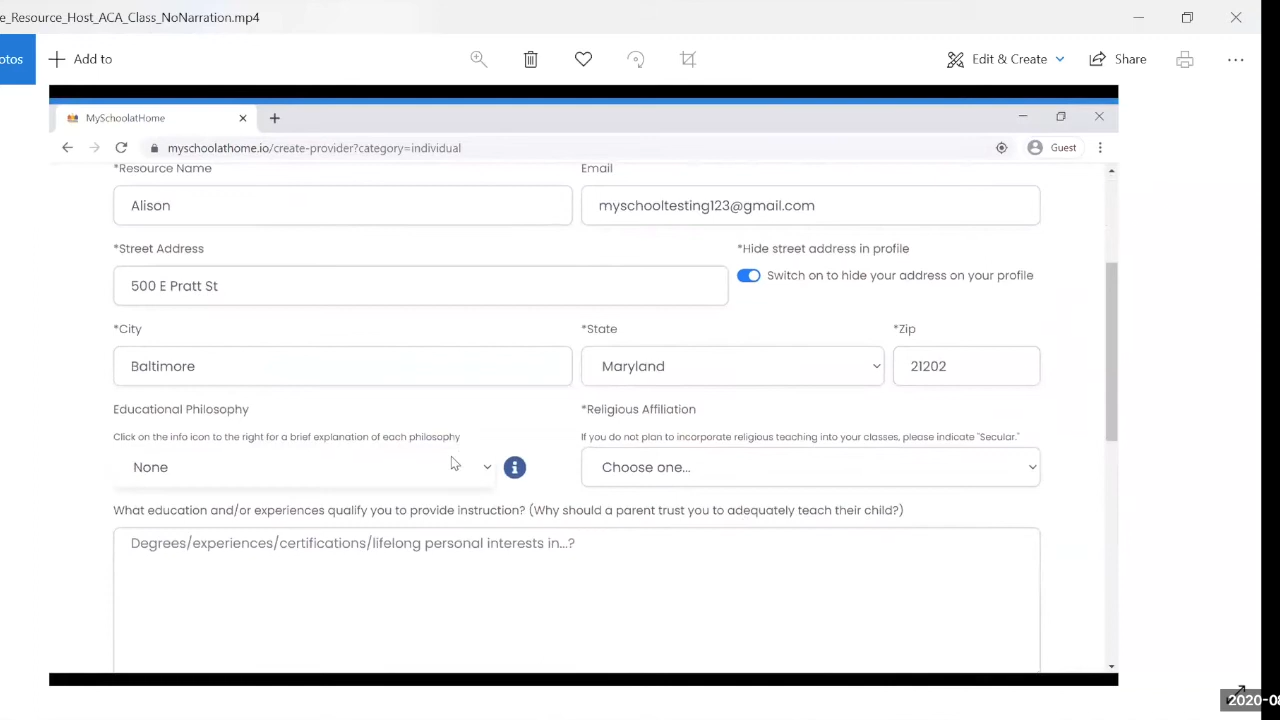 e_Resource_Host_ACA_Class_NoNarration.mp4
otos
Add to
Edit & Create
Share
MySchoolatHome
myschoolathome.io/create-provider?category=individual
Guest
*Resource Name
Email
Alison
myschooltesting123@gmail.com
*Street Address
*Hide street address in profile
500 E Pratt St
Switch on to hide your address on your profile
*City
*State
*Zip
Baltimore
Maryland
21202
Educational Philosophy
*Religious Affiliation
Click on the info icon to the right for a brief explanation of each philosophy
If you do not plan to incorporate religious teaching into your classes, please indicate "Secular."
None
Choose one...
What education and/or experiences qualify you to provide instruction? (Why should a parent trust you to adequately teach their child?)
Degrees/experiences/certifications/lifelong personal interests in...?
2020-08